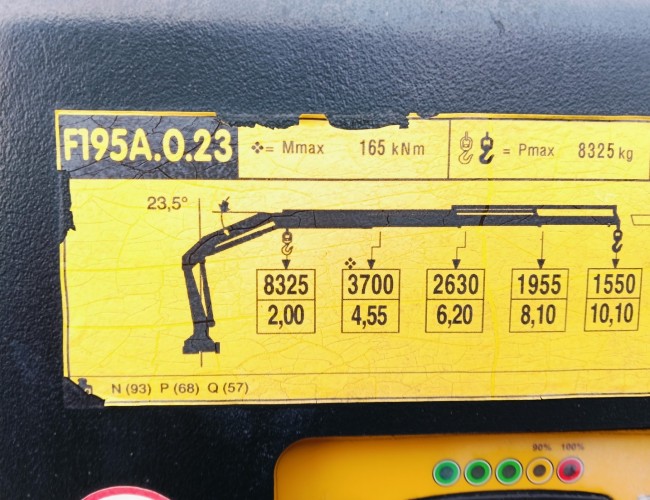 F195A.0.23
❖= Mmax 165 kNm
= Pmax 8325 kg
23,5°
❖
8325 3700 2630 1955 1550
2,00 4,55 6,20 8,10 10,10
N (93) P (68) Q (57)
90% 100%